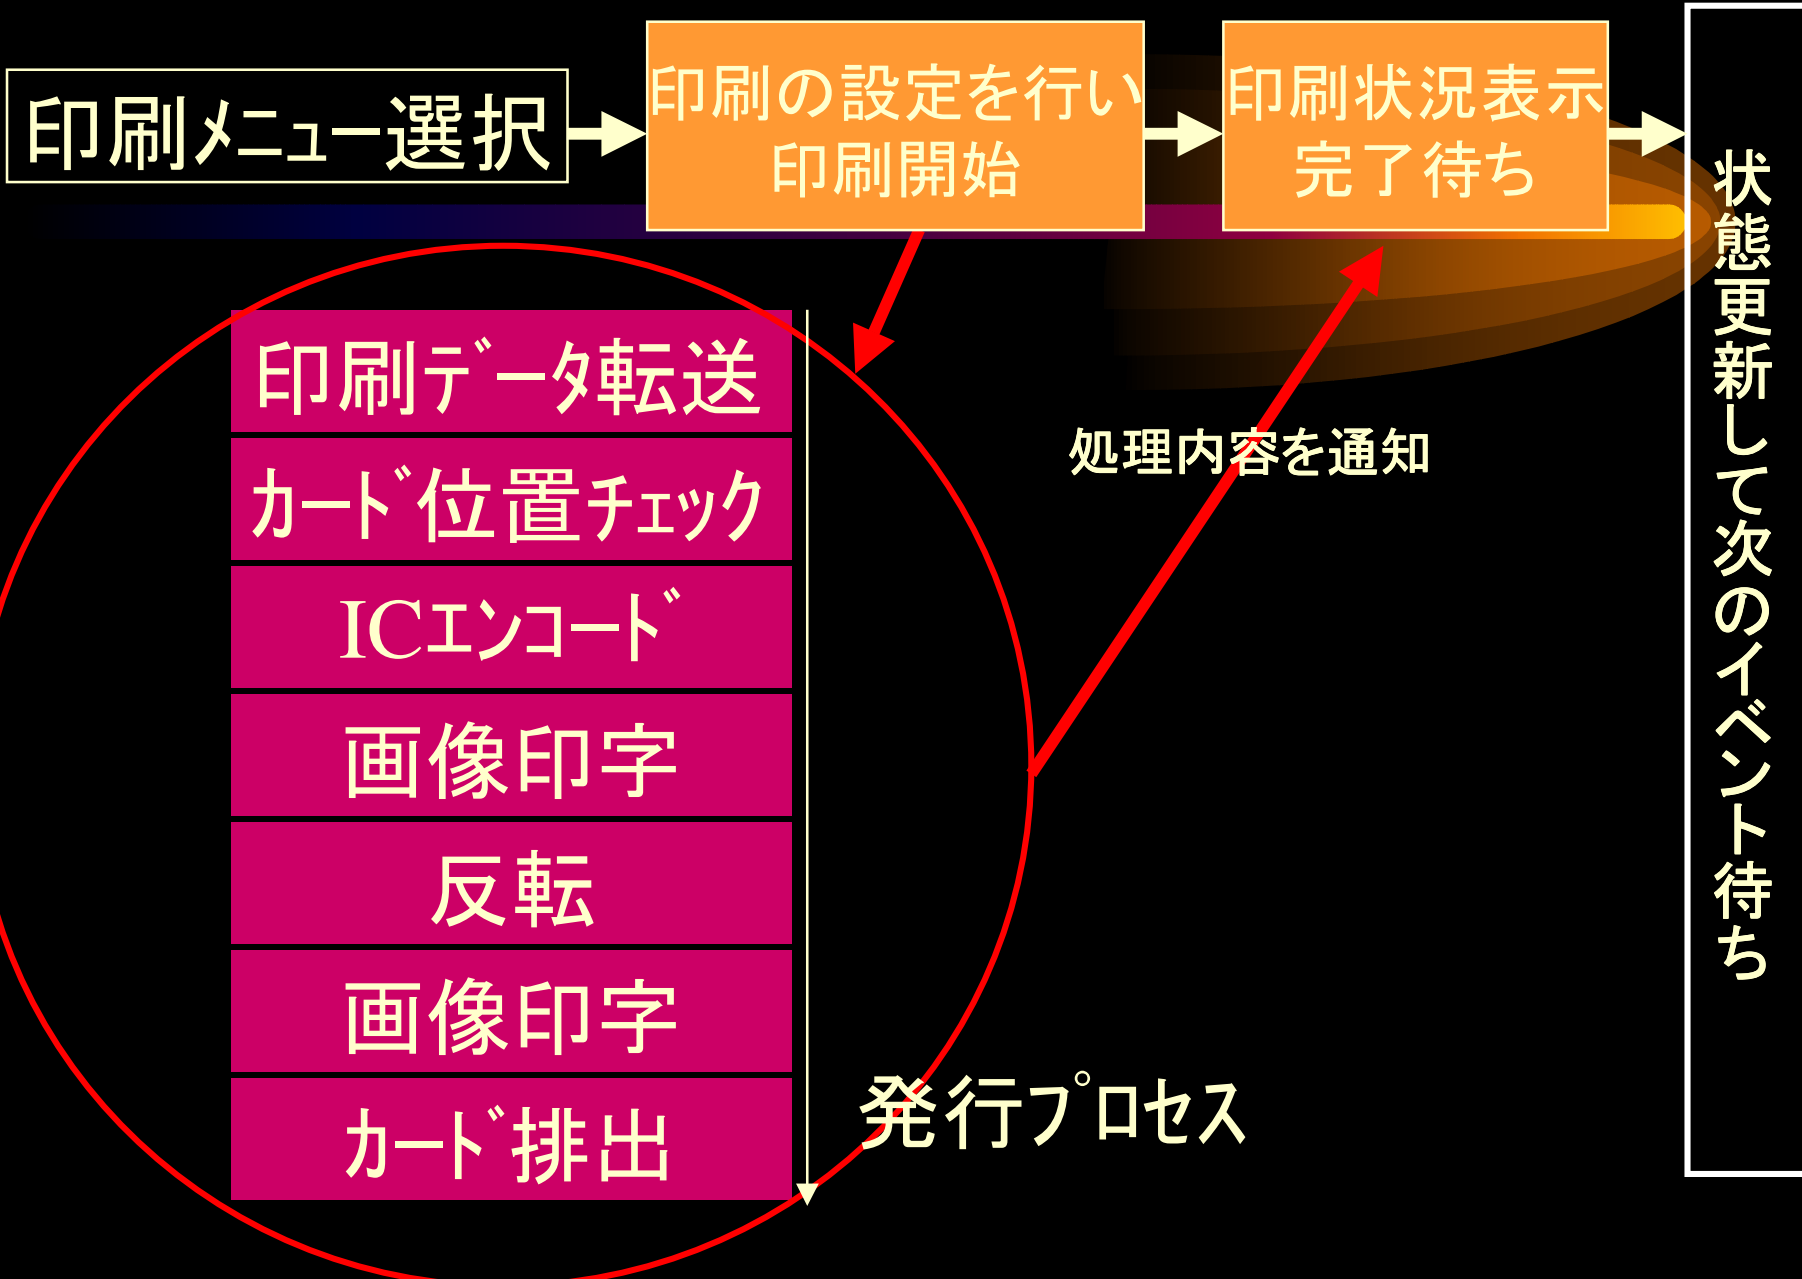 印刷ﾒﾆｭｰ選択
印刷の設定を行い
印刷開始
印刷状況表示
完了待ち
状態更新して次のイベント待ち
印刷ﾃﾞｰﾀ転送
ｶｰﾄﾞ位置ﾁｪｯｸ
ICｴﾝｺｰﾄﾞ
画像印字
反転
画像印字
ｶｰﾄﾞ排出
処理内容を通知
発行ﾌﾟﾛｾｽ